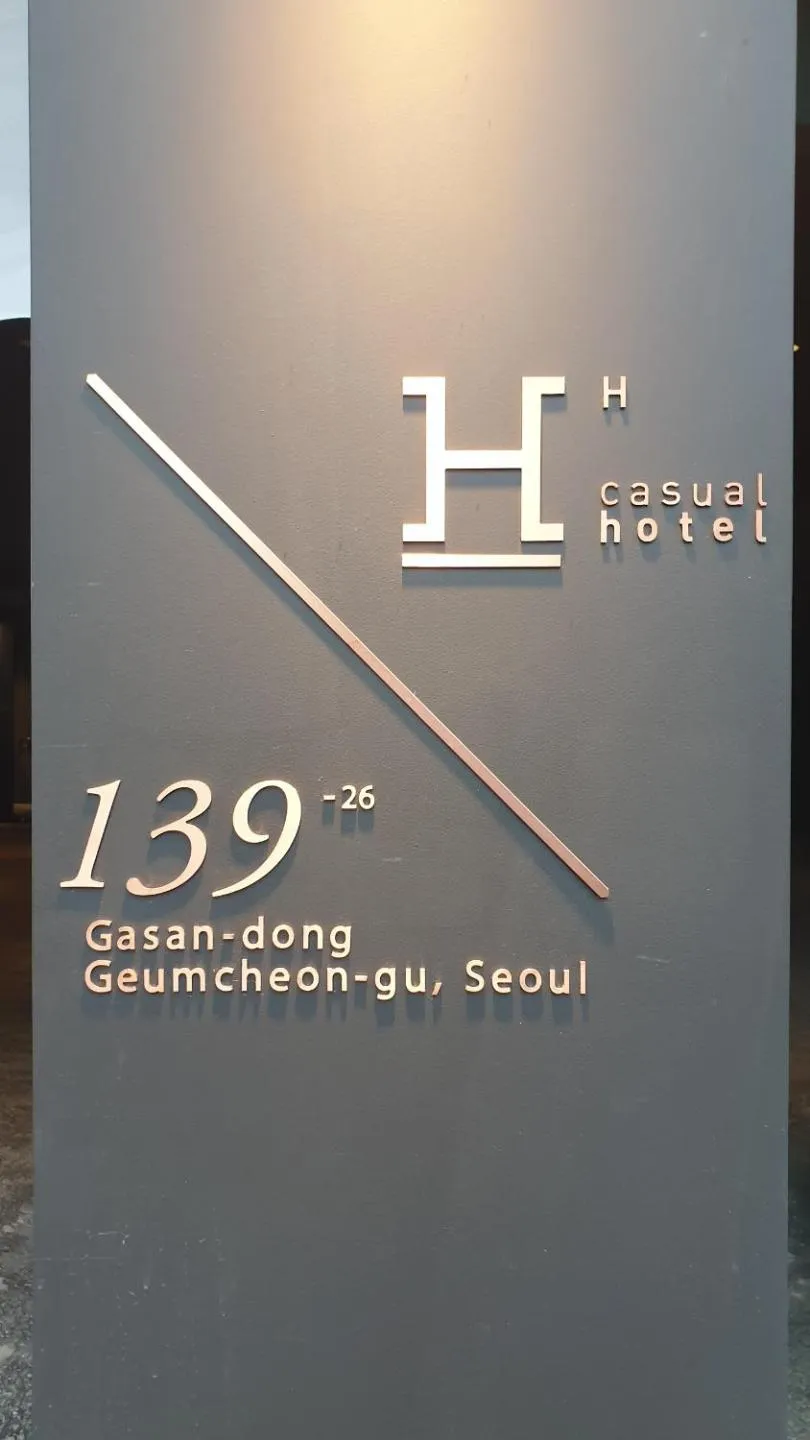 H H
casual
hotel
139 -26
Gasan-dong
Geumcheon-gu, Seoul